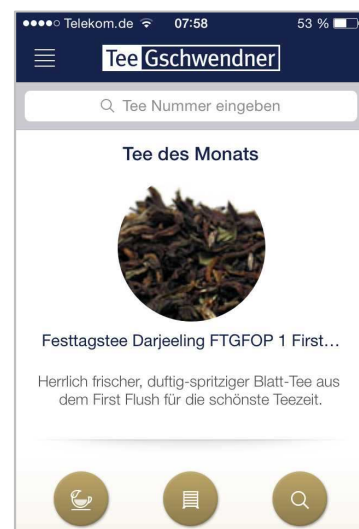 Telekom.de 07:58 53 %
Tee Gschwendner
Tee Nummer eingeben
Tee des Monats
Festtagstee Darjeeling FTGFOP 1 First...
Herrlich frischer, duftig-spritziger Blatt-Tee aus
dem First Flush für die schönste Teezeit.